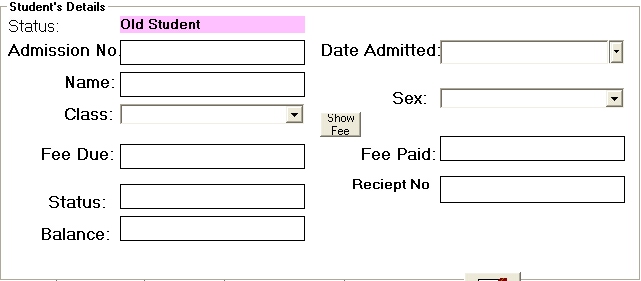 Student's Details
Status: Old Student
Admission No. Date Admitted:
Name:
Sex:
Class:
Show
Fee
Fee Due: Fee Paid:
Reciept No
Status:
Balance: